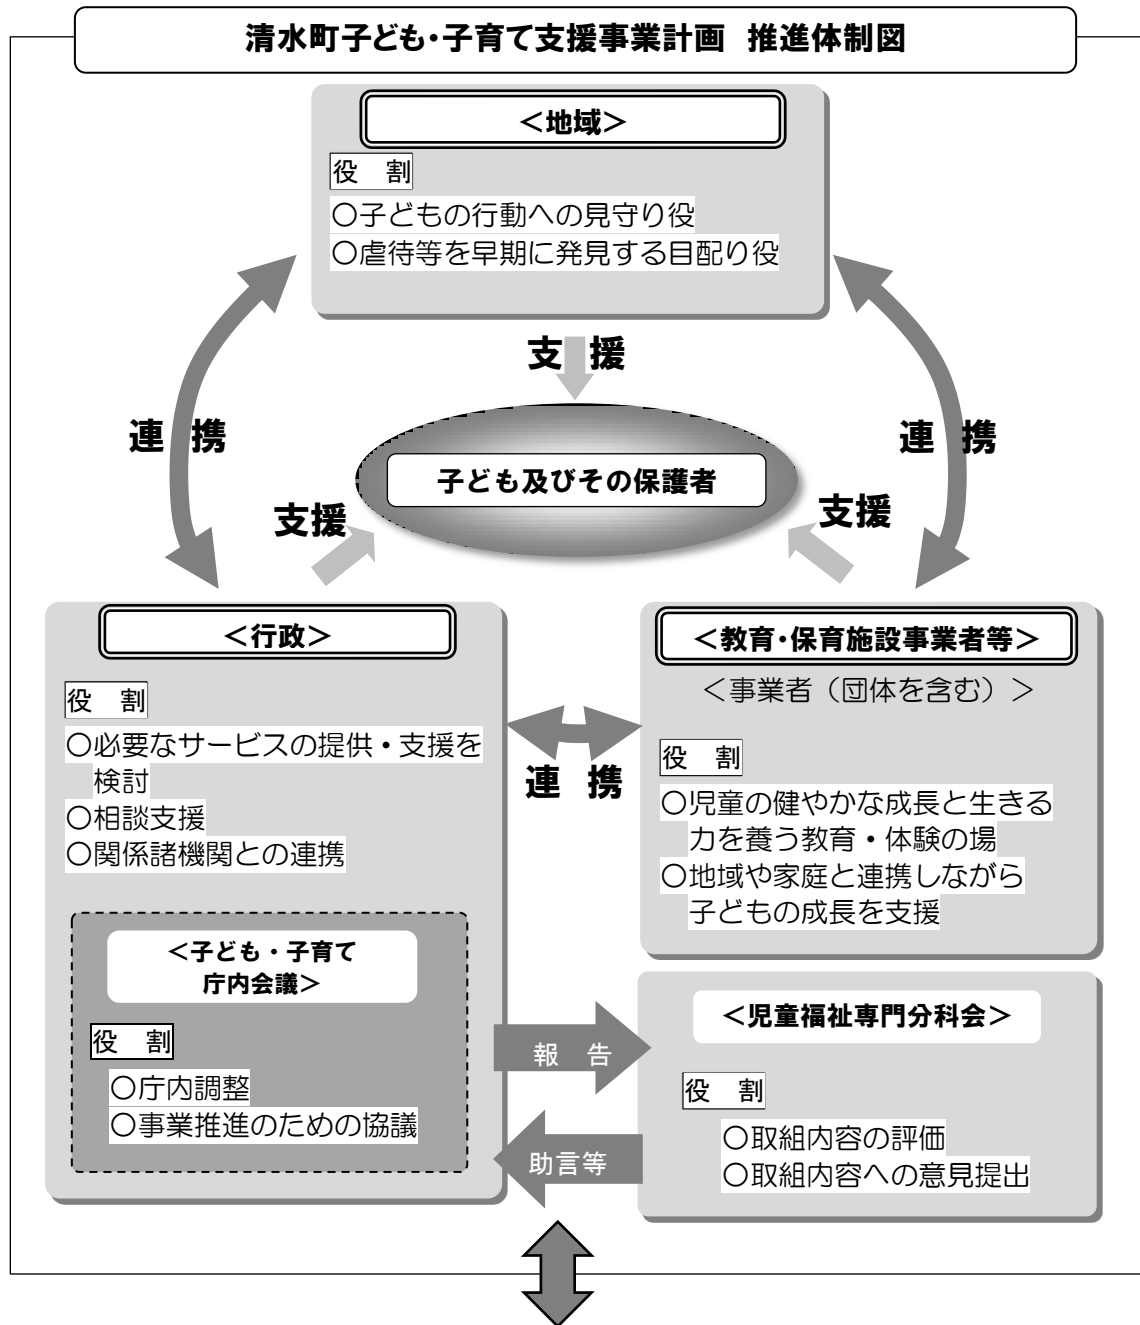 清水町子ども・子育て支援事業計画　推進体制図
＜地域＞
役　割
○子どもの行動への見守り役
○虐待等を早期に発見する目配り役
支　援
連　携
連　携
子ども及びその保護者
支援
支援
＜行政＞
役　割
○必要なサービスの提供・支援を
検討
○相談支援
○関係諸機関との連携
連　携
＜教育・保育施設事業者等＞
＜事業者（団体を含む）＞
役　割
○児童の健やかな成長と生きる
力を養う教育・体験の場
○地域や家庭と連携しながら
子どもの成長を支援
＜子ども・子育て
庁内会議＞
役　割
○庁内調整
○事業推進のための協議
報　告
助言等
＜児童福祉専門分科会＞
役　割
○取組内容の評価
○取組内容への意見提出